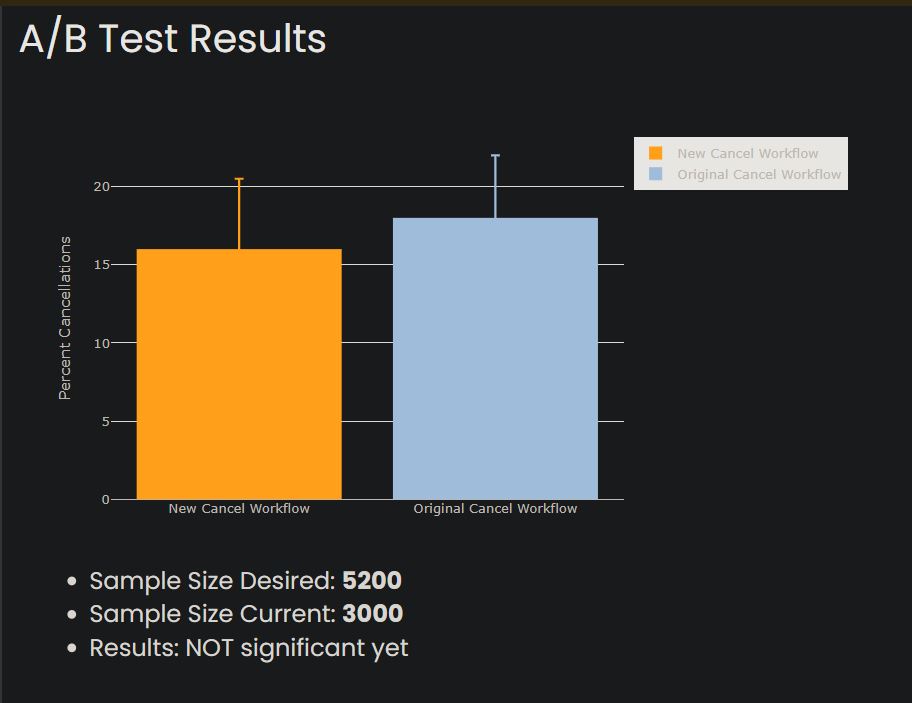 A/B Test Results
New Cancel Workflow
Original Cancel Workflow
Percent Cancellations
20
15
10
5
0
New Cancel Workflow
Original Cancel Workflow
Sample Size Desired: 5200
Sample Size Current: 3000
Results: NOT significant yet